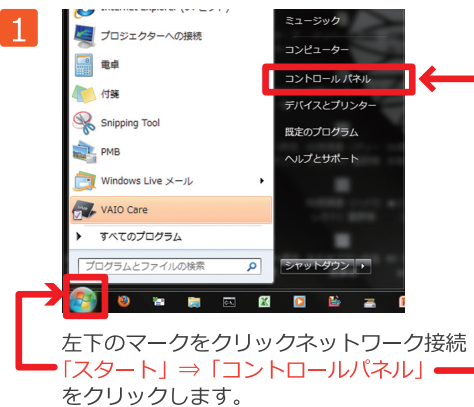 1
プロジェクターへの接続
電卓
付箋
Snipping Tool
PMB
Windows Live メール
VAIO Care
すべてのプログラム
プログラムとファイルの検索
ミュージック
コンピューター
コントロール パネル
デバイスとプリンター
既定のプログラム
ヘルプとサポート
シャットダウン
左下のマークをクリックネットワーク接続
「スタート」⇒「コントロールパネル」
をクリックします。